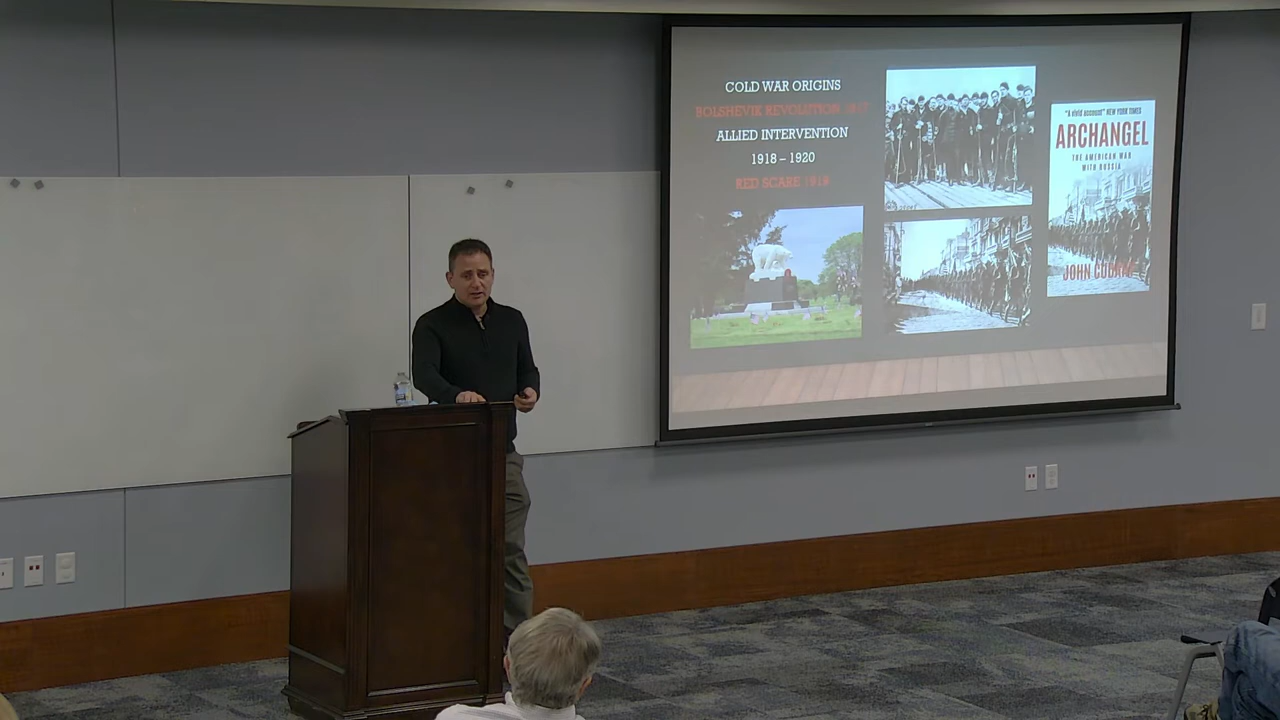 COLD WAR ORIGINS
BOLSHEVIK REVOLUTION 1917
ALLIED INTERVENTION
1918 – 1920
RED SCARE 1919
"A vivid account" NEW YORK TIMES
ARCHANGEL
THE AMERICAN WAR
WITH RUSSIA
JOHN CUDAHY